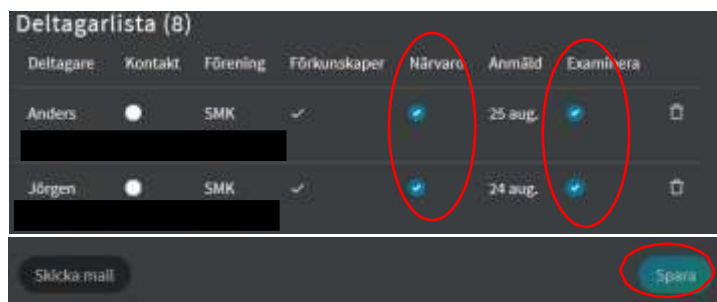 Deltagarlista (8)
Deltagare Kontakt Förening Förkunskaper Närvaro Anmäld Examinera
Anders SMK 25 aug.
Jörgen SMK 24 aug.
Skicka mail Spara